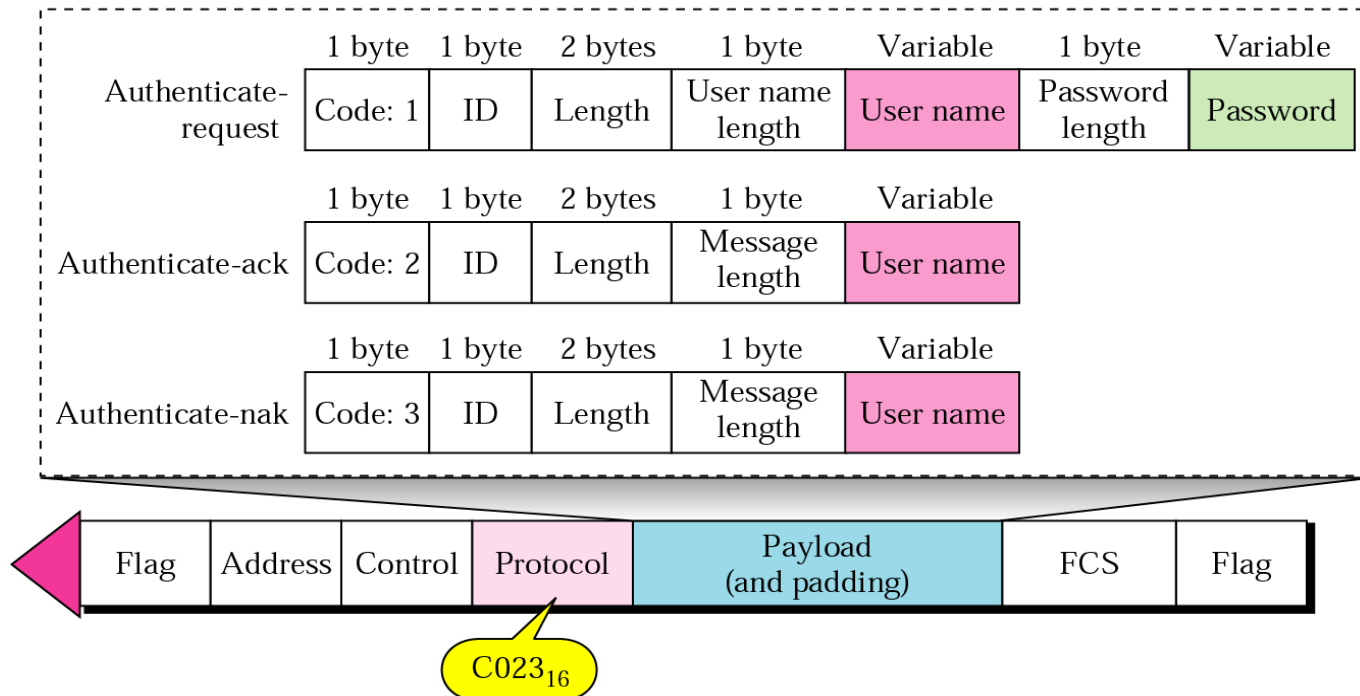 1 byte 1 byte 2 bytes 1 byte Variable 1 byte Variable
Authenticate-
request
Code: 1 ID Length User name
length User name Password
length Password
1 byte 1 byte 2 bytes 1 byte Variable
Authenticate-ack Code: 2 ID Length Message
length User name
1 byte 1 byte 2 bytes 1 byte Variable
Authenticate-nak Code: 3 ID Length Message
length User name
Flag Address Control Protocol Payload
(and padding) FCS Flag
C023₁₆